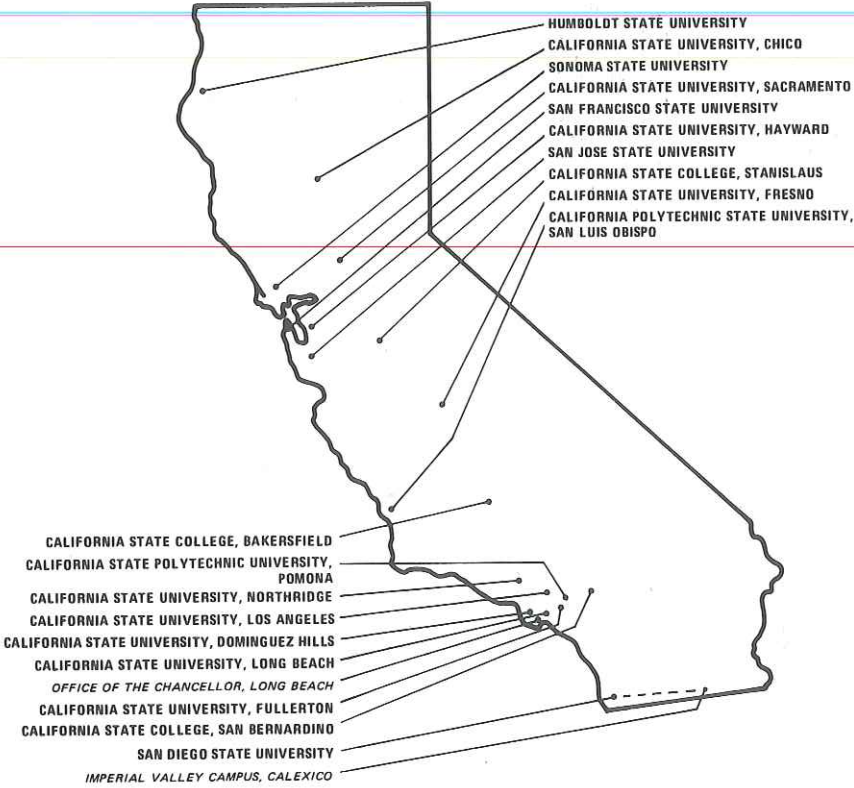 HUMBOLDT STATE UNIVERSITY
CALIFORNIA STATE UNIVERSITY, CHICO
SONOMA STATE UNIVERSITY
CALIFORNIA STATE UNIVERSITY, SACRAMENTO
SAN FRANCISCO STATE UNIVERSITY
CALIFORNIA STATE UNIVERSITY, HAYWARD
SAN JOSE STATE UNIVERSITY
CALIFORNIA STATE COLLEGE, STANISLAUS
CALIFORNIA STATE UNIVERSITY, FRESNO
CALIFORNIA POLYTECHNIC STATE UNIVERSITY,
SAN LUIS OBISPO
CALIFORNIA STATE COLLEGE, BAKERSFIELD
CALIFORNIA STATE POLYTECHNIC UNIVERSITY,
POMONA
CALIFORNIA STATE UNIVERSITY, NORTHRIDGE
CALIFORNIA STATE UNIVERSITY, LOS ANGELES
CALIFORNIA STATE UNIVERSITY, DOMINGUEZ HILLS
CALIFORNIA STATE UNIVERSITY, LONG BEACH
OFFICE OF THE CHANCELLOR, LONG BEACH
CALIFORNIA STATE UNIVERSITY, FULLERTON
CALIFORNIA STATE COLLEGE, SAN BERNARDINO
SAN DIEGO STATE UNIVERSITY
IMPERIAL VALLEY CAMPUS, CALEXICO